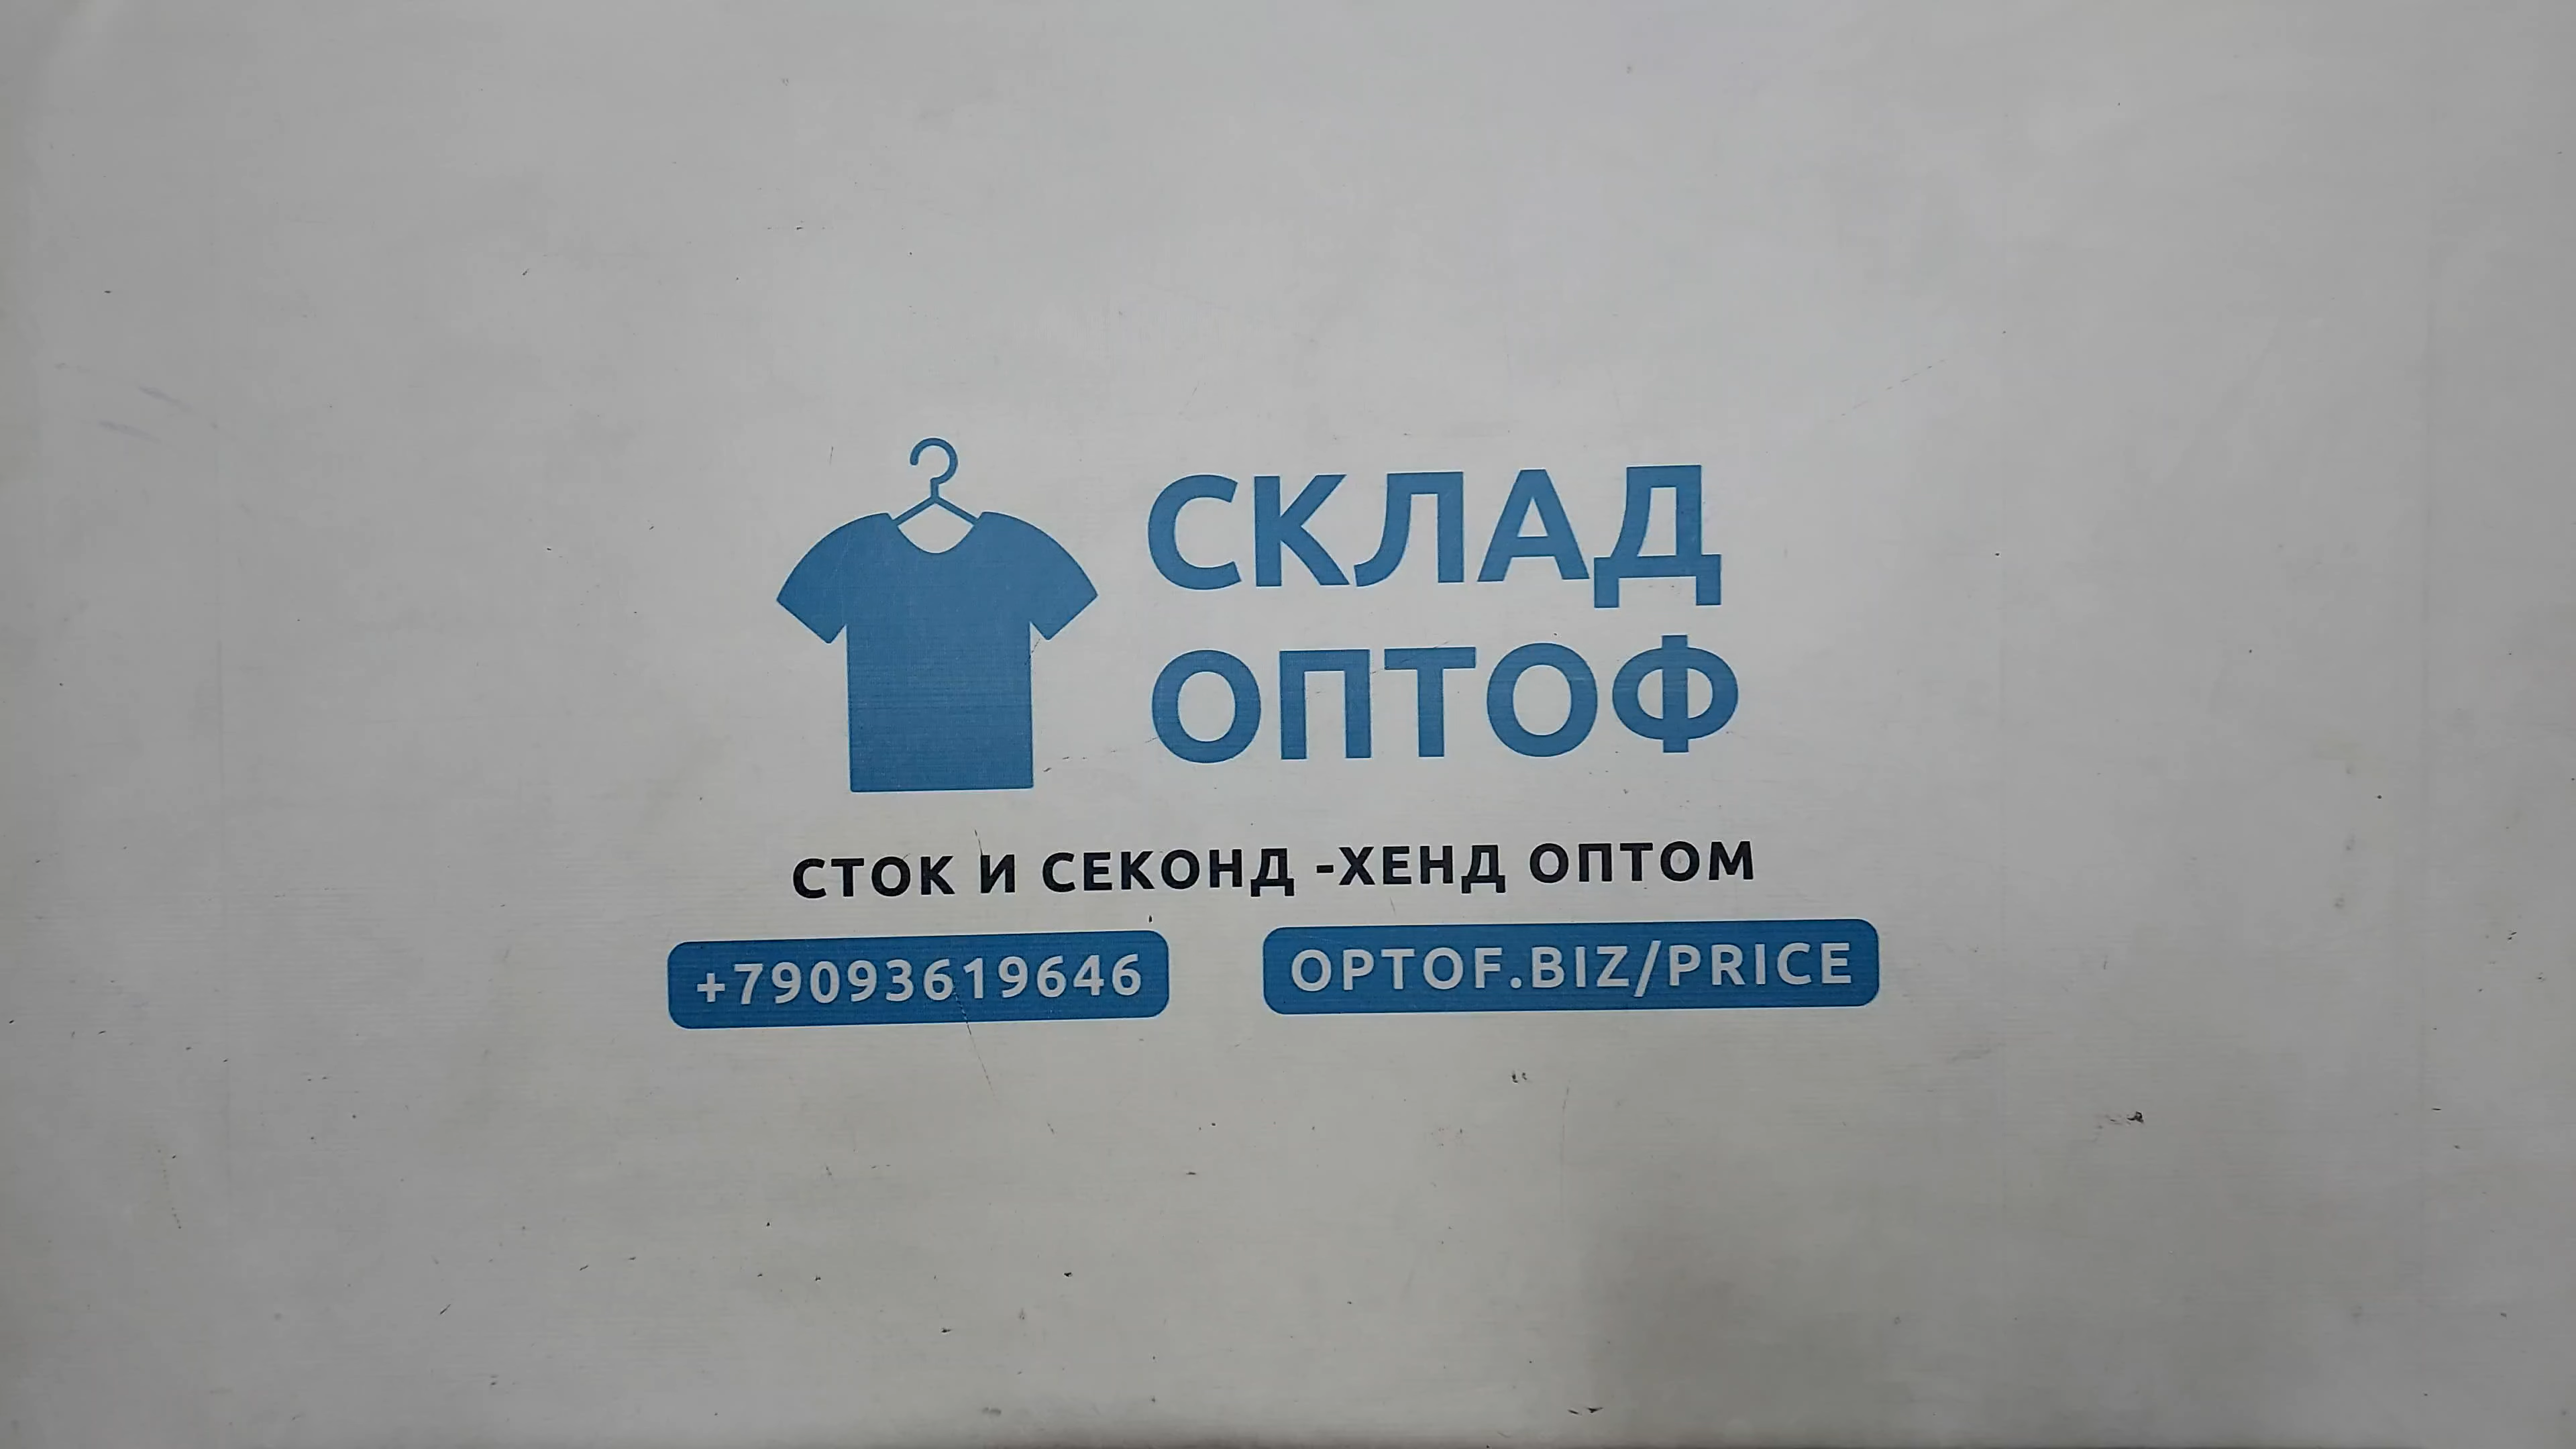 СКЛАД
ОПТОФ
СТОК И СЕКОНД -ХЕНД ОПТОМ
+79093619646
OPTOF.BIZ/PRICE